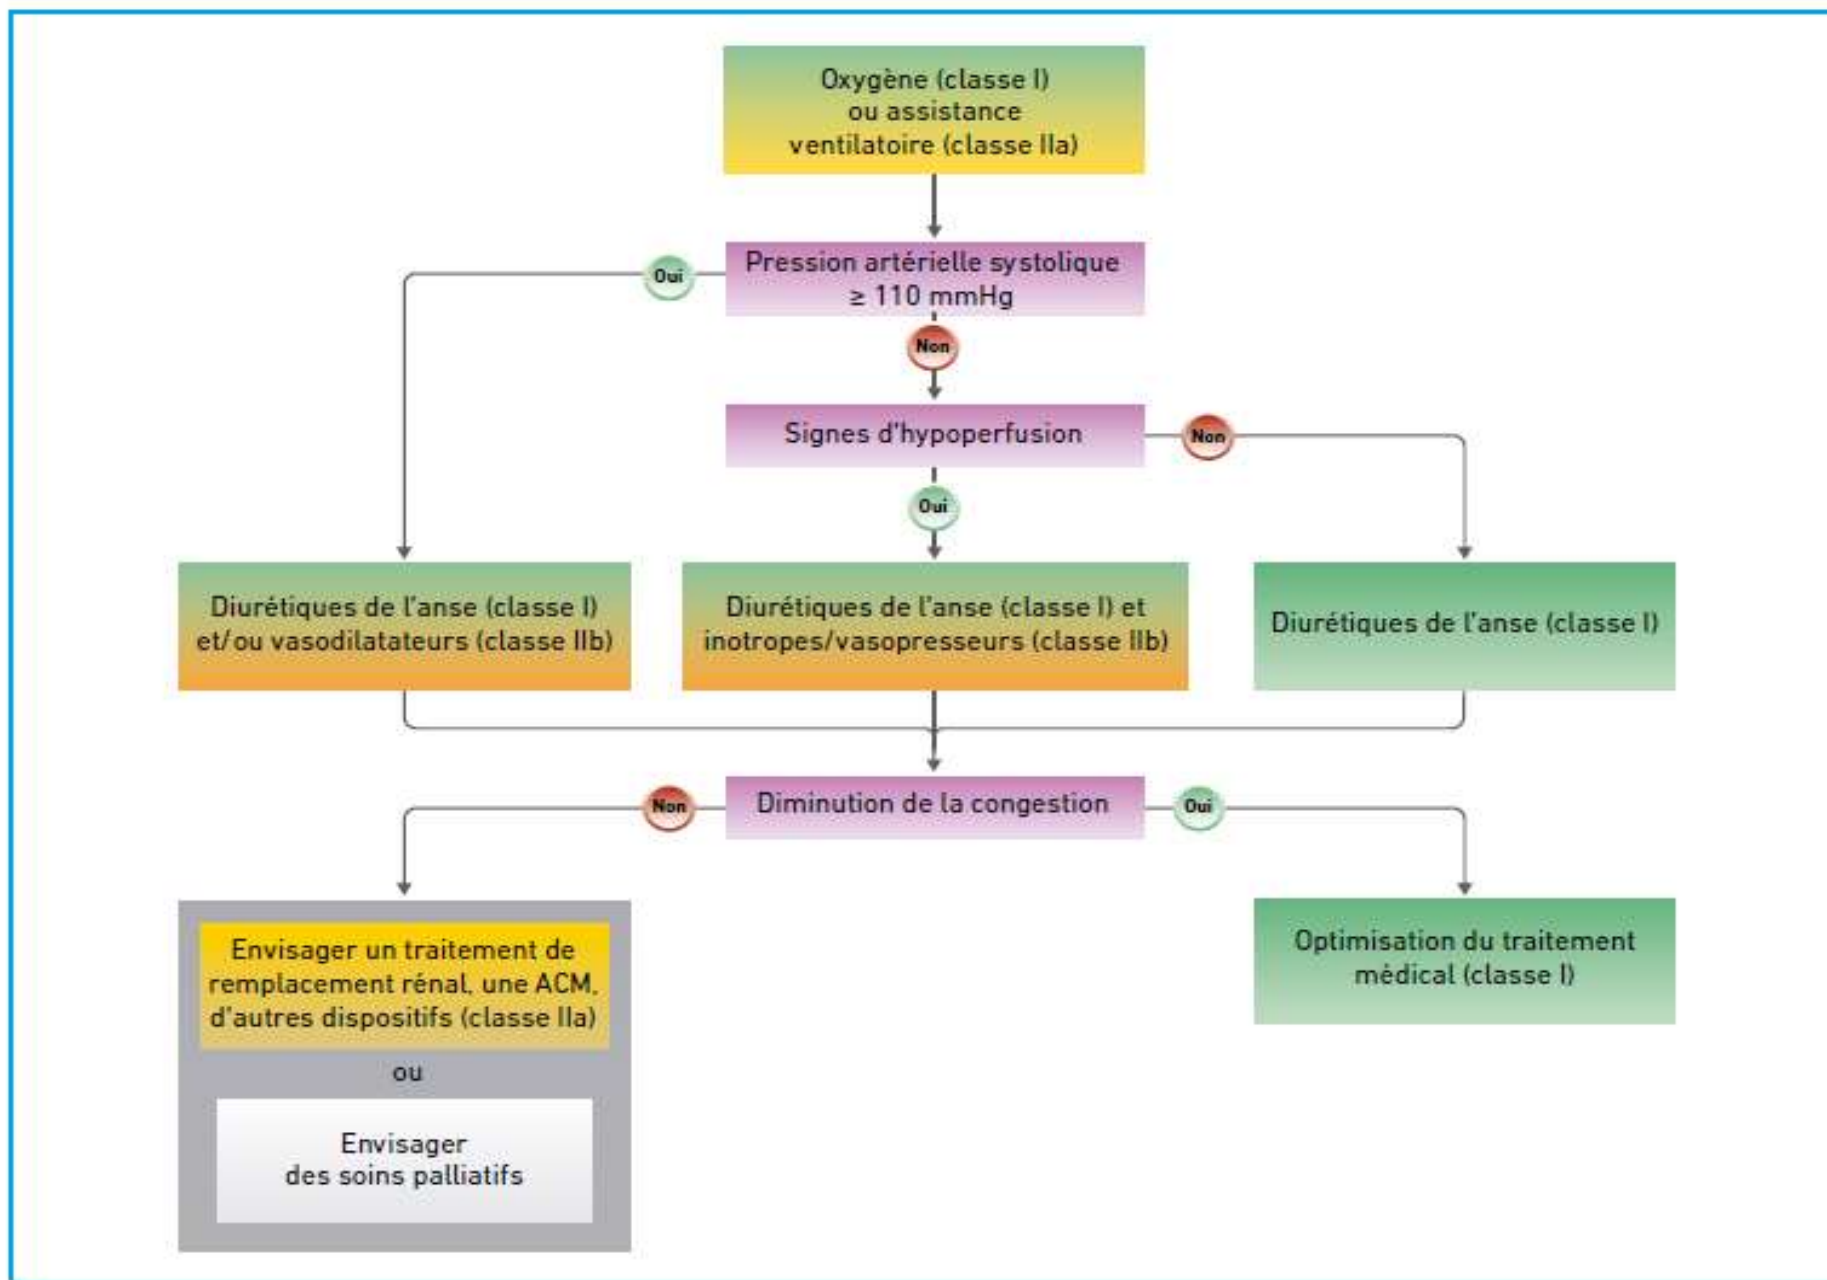 Oxygène (classe I)
ou assistance
ventilatoire (classe IIa)
Pression artérielle systolique
≥ 110 mmHg
Oui
Non
Signes d'hypoperfusion
Non
Oui
Diurétiques de l'anse (classe I)
et/ou vasodilatateurs (classe IIb)
Diurétiques de l'anse (classe I) et
inotropes/vasopresseurs (classe IIb)
Diurétiques de l'anse (classe I)
Diminution de la congestion
Non
Oui
Envisager un traitement de
remplacement rénal, une ACM,
d'autres dispositifs (classe IIa)
ou
Envisager
des soins palliatifs
Optimisation du traitement
médical (classe I)